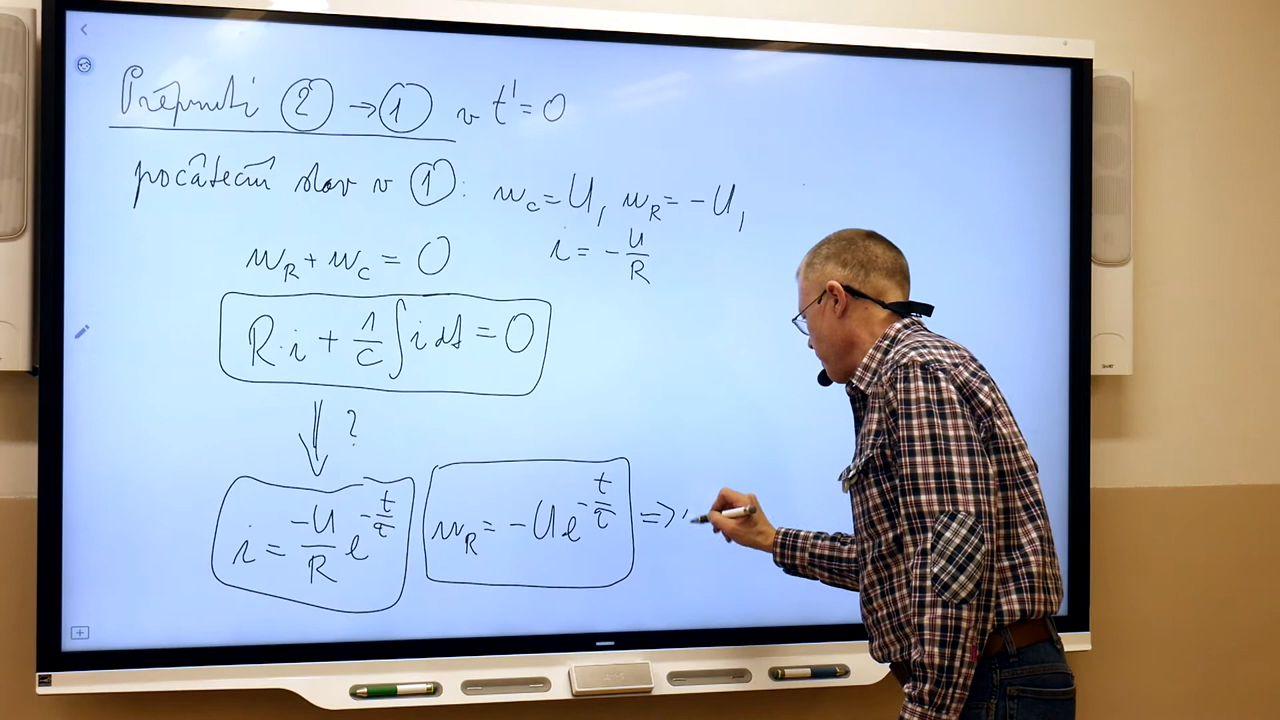 Přepnutí ② → ① v t' = 0
počáteční stav v ①: u_C = U, u_R = -U,
u_R + u_C = 0
i = -U/R
R·i + 1/C ∫ i dt = 0
?
i = -U/R e^(-t/τ)
u_R = -U e^(-t/τ) =>